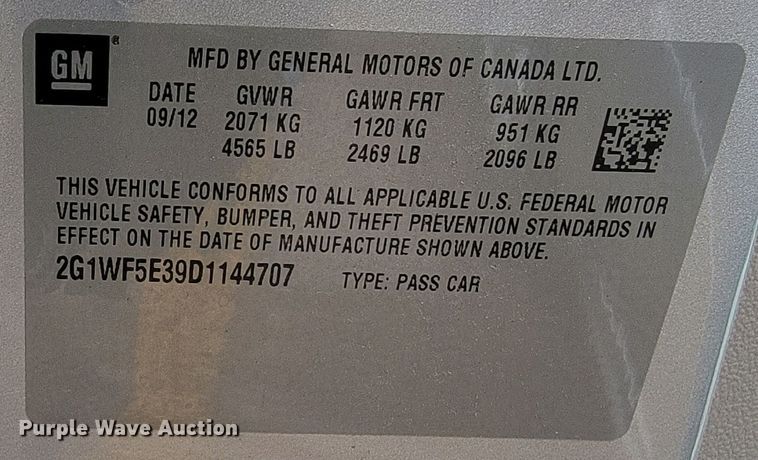 GM
MFD BY GENERAL MOTORS OF CANADA LTD.
DATE GVWR GAWR FRT GAWR RR
09/12 2071 KG 1120 KG 951 KG
4565 LB 2469 LB 2096 LB
THIS VEHICLE CONFORMS TO ALL APPLICABLE U.S. FEDERAL MOTOR
VEHICLE SAFETY, BUMPER, AND THEFT PREVENTION STANDARDS IN
EFFECT ON THE DATE OF MANUFACTURE SHOWN ABOVE.
2G1WF5E39D1144707 TYPE: PASS CAR
Purple Wave Auction